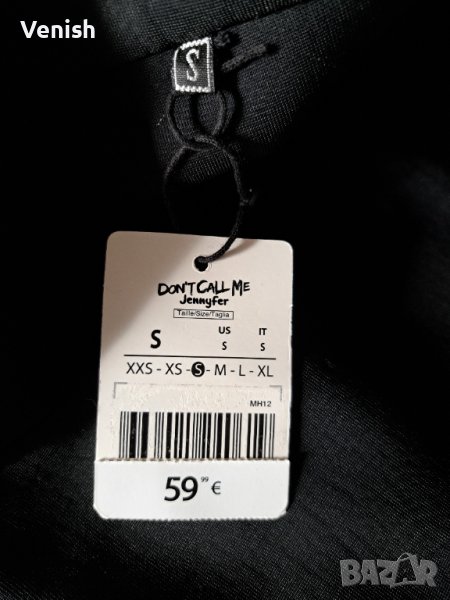 Venish
S
DON'T CALL ME
Jennyfer
Taille/Size/Taglia
S US S IT S
XXS - XS - S - M - L - XL
MH12
59,99 €
BAZAR